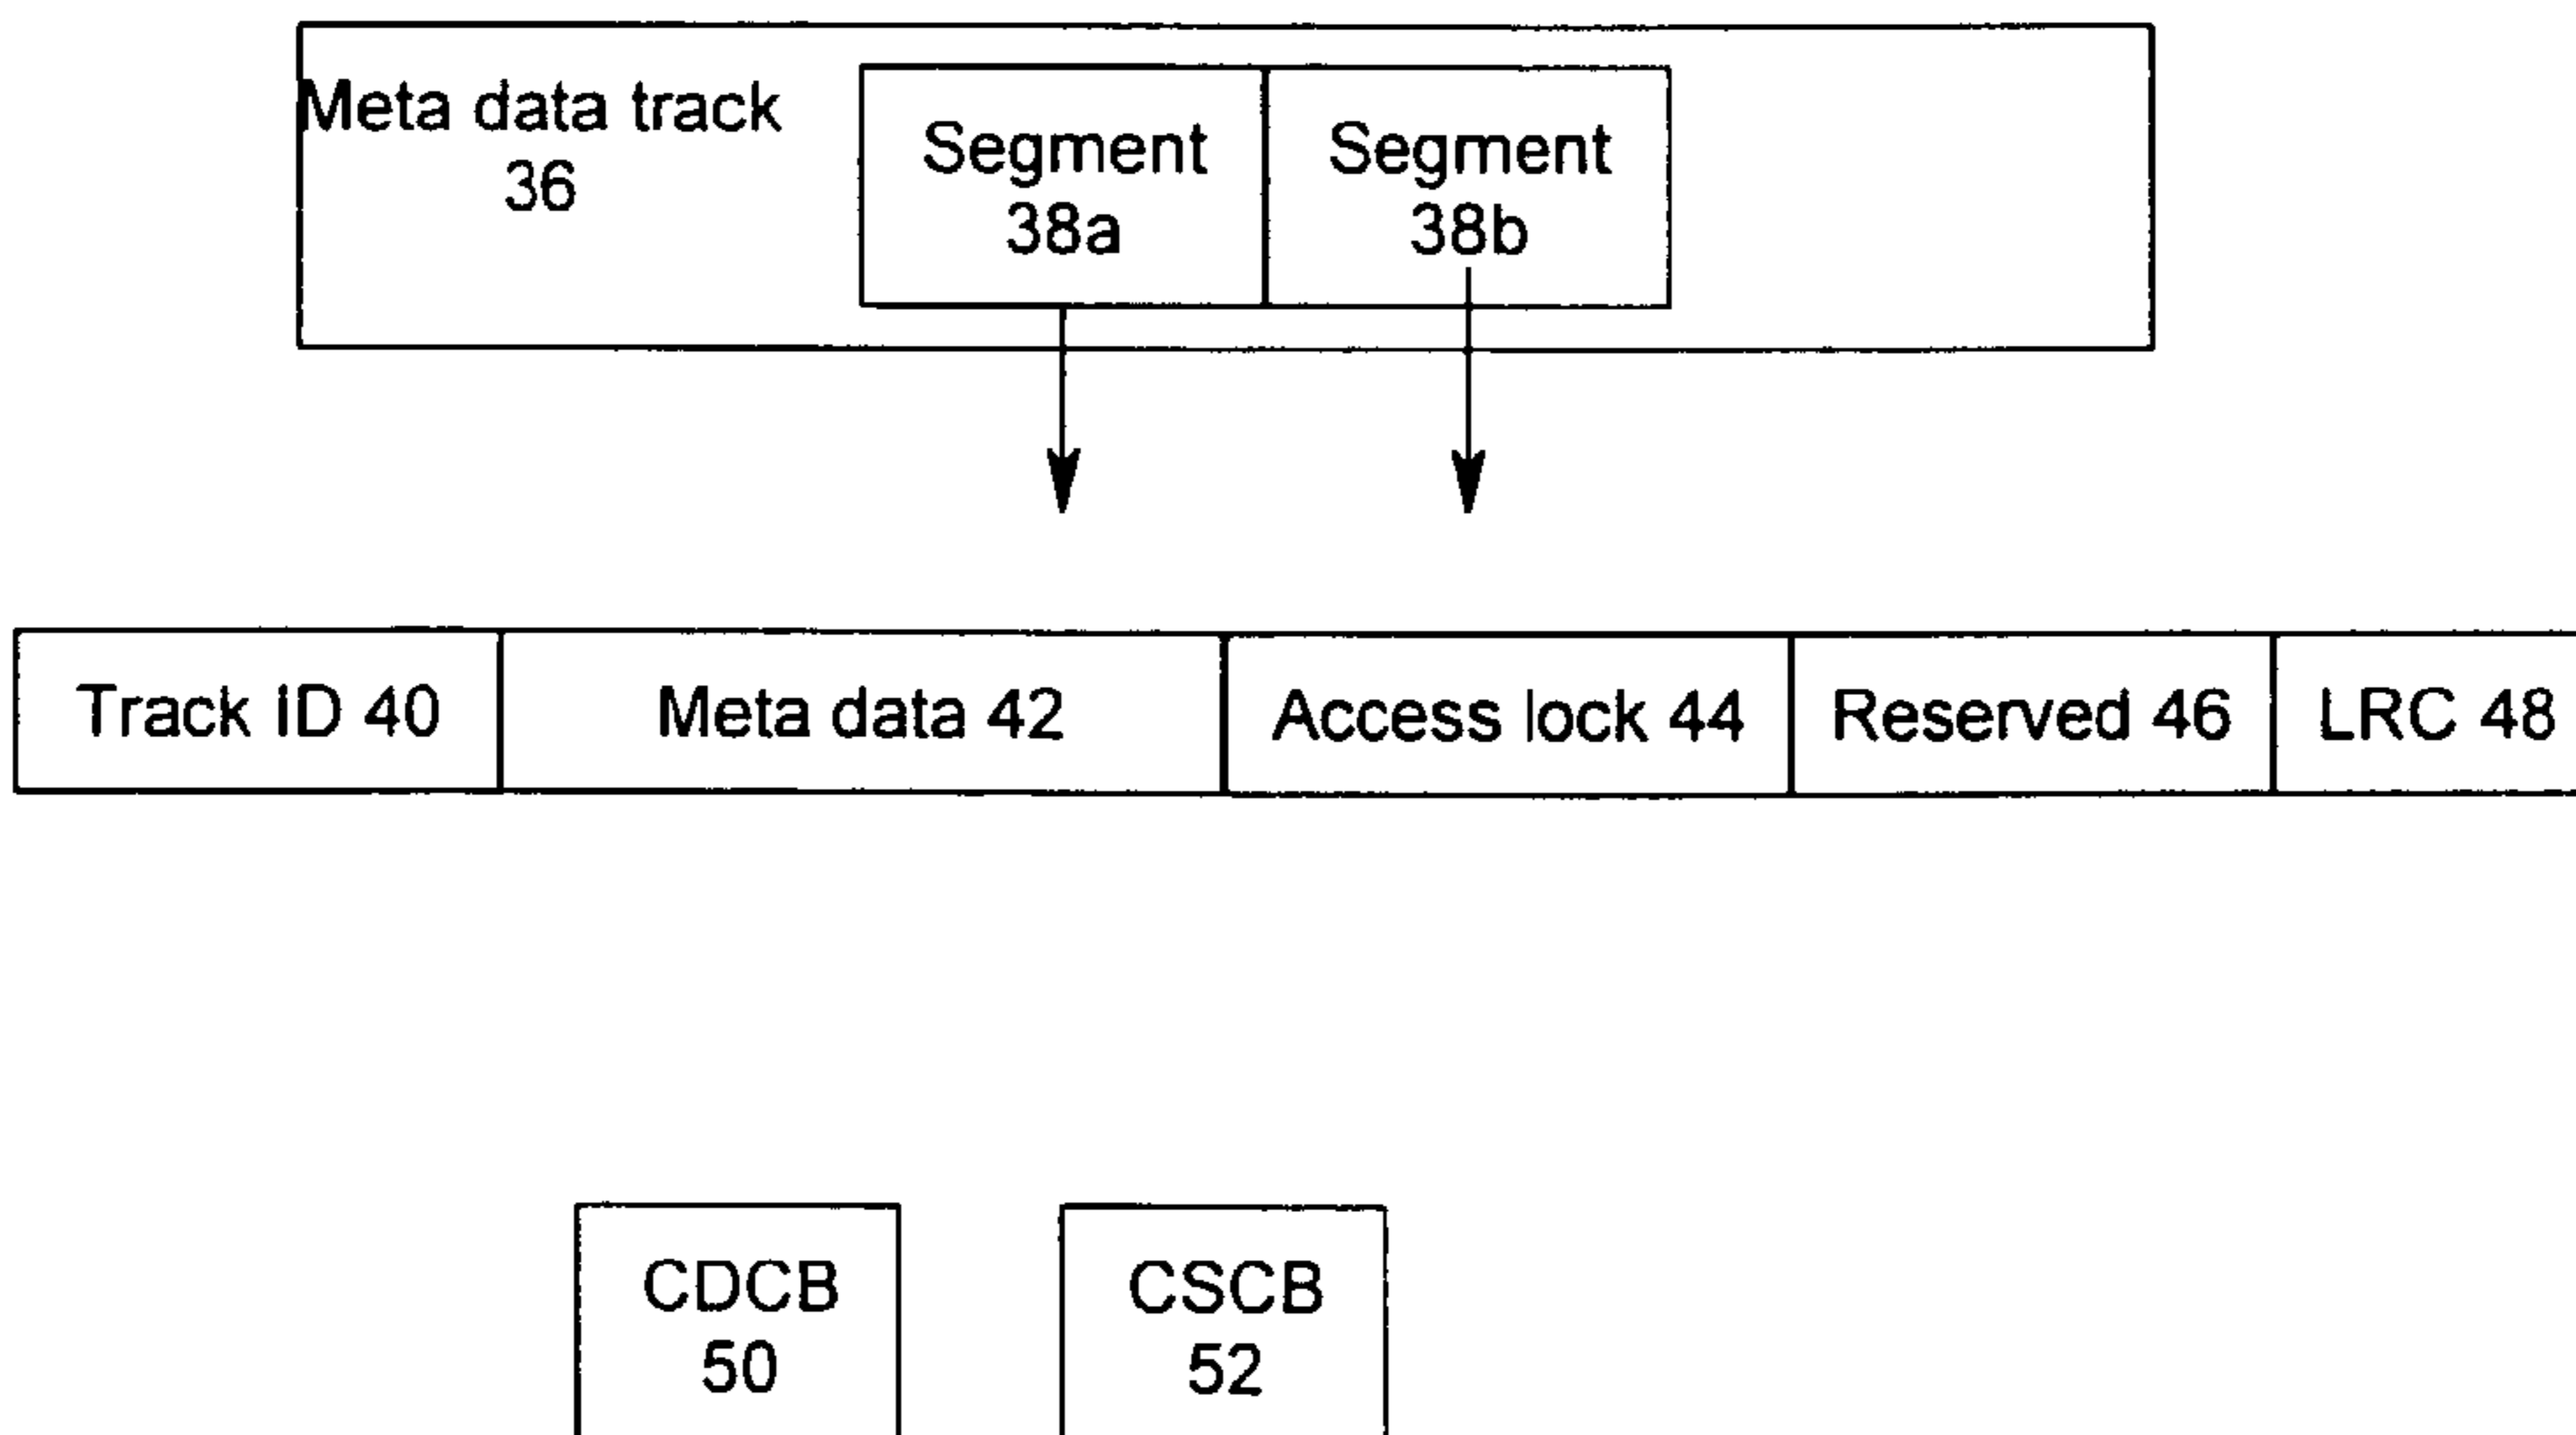 Meta data track
36
Segment
38a
Segment
38b
Track ID 40
Meta data 42
Access lock 44
Reserved 46
LRC 48
CDCB
50
CSCB
52